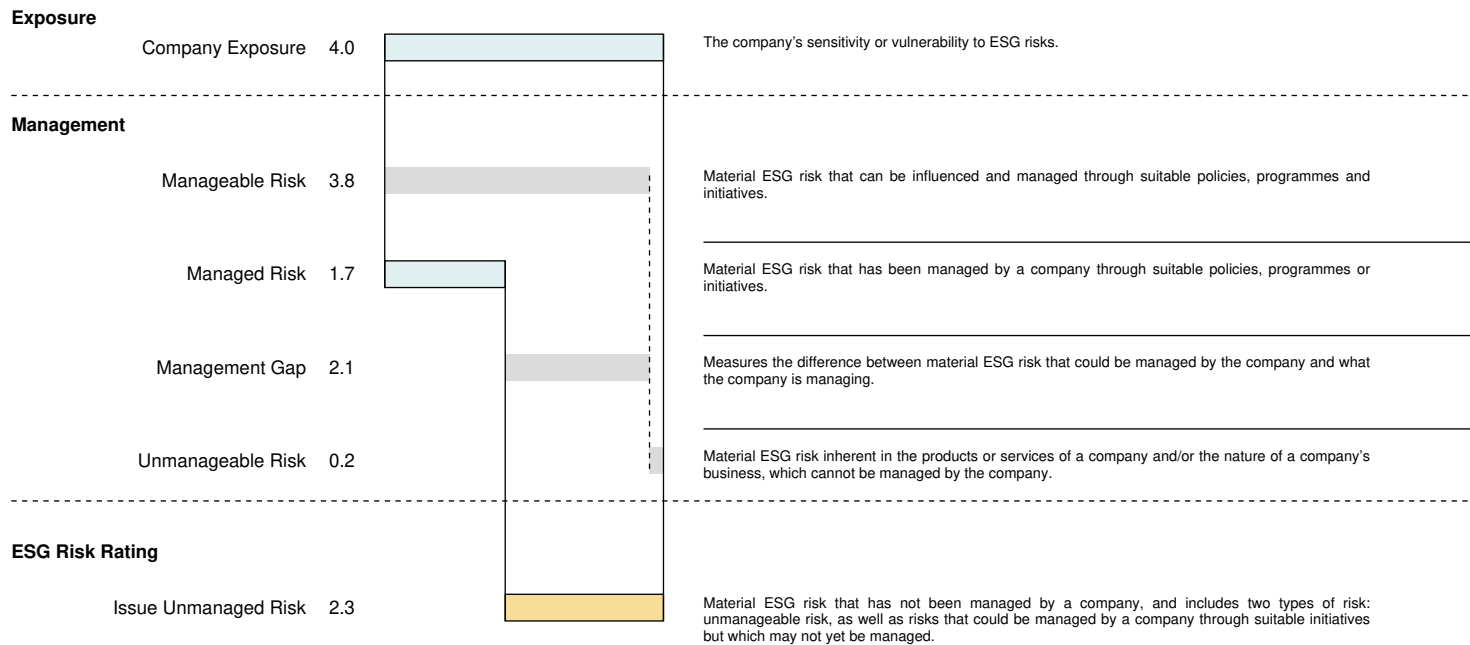 Exposure
Company Exposure 4.0
The company’s sensitivity or vulnerability to ESG risks.
Management
Manageable Risk 3.8
Material ESG risk that can be influenced and managed through suitable policies, programmes and
initiatives.
Managed Risk 1.7
Material ESG risk that has been managed by a company through suitable policies, programmes or
initiatives.
Management Gap 2.1
Measures the difference between material ESG risk that could be managed by the company and what
the company is managing.
Unmanageable Risk 0.2
Material ESG risk inherent in the products or services of a company and/or the nature of a company’s
business, which cannot be managed by the company.
ESG Risk Rating
Issue Unmanaged Risk 2.3
Material ESG risk that has not been managed by a company, and includes two types of risk:
unmanageable risk, as well as risks that could be managed by a company through suitable initiatives
but which may not yet be managed.